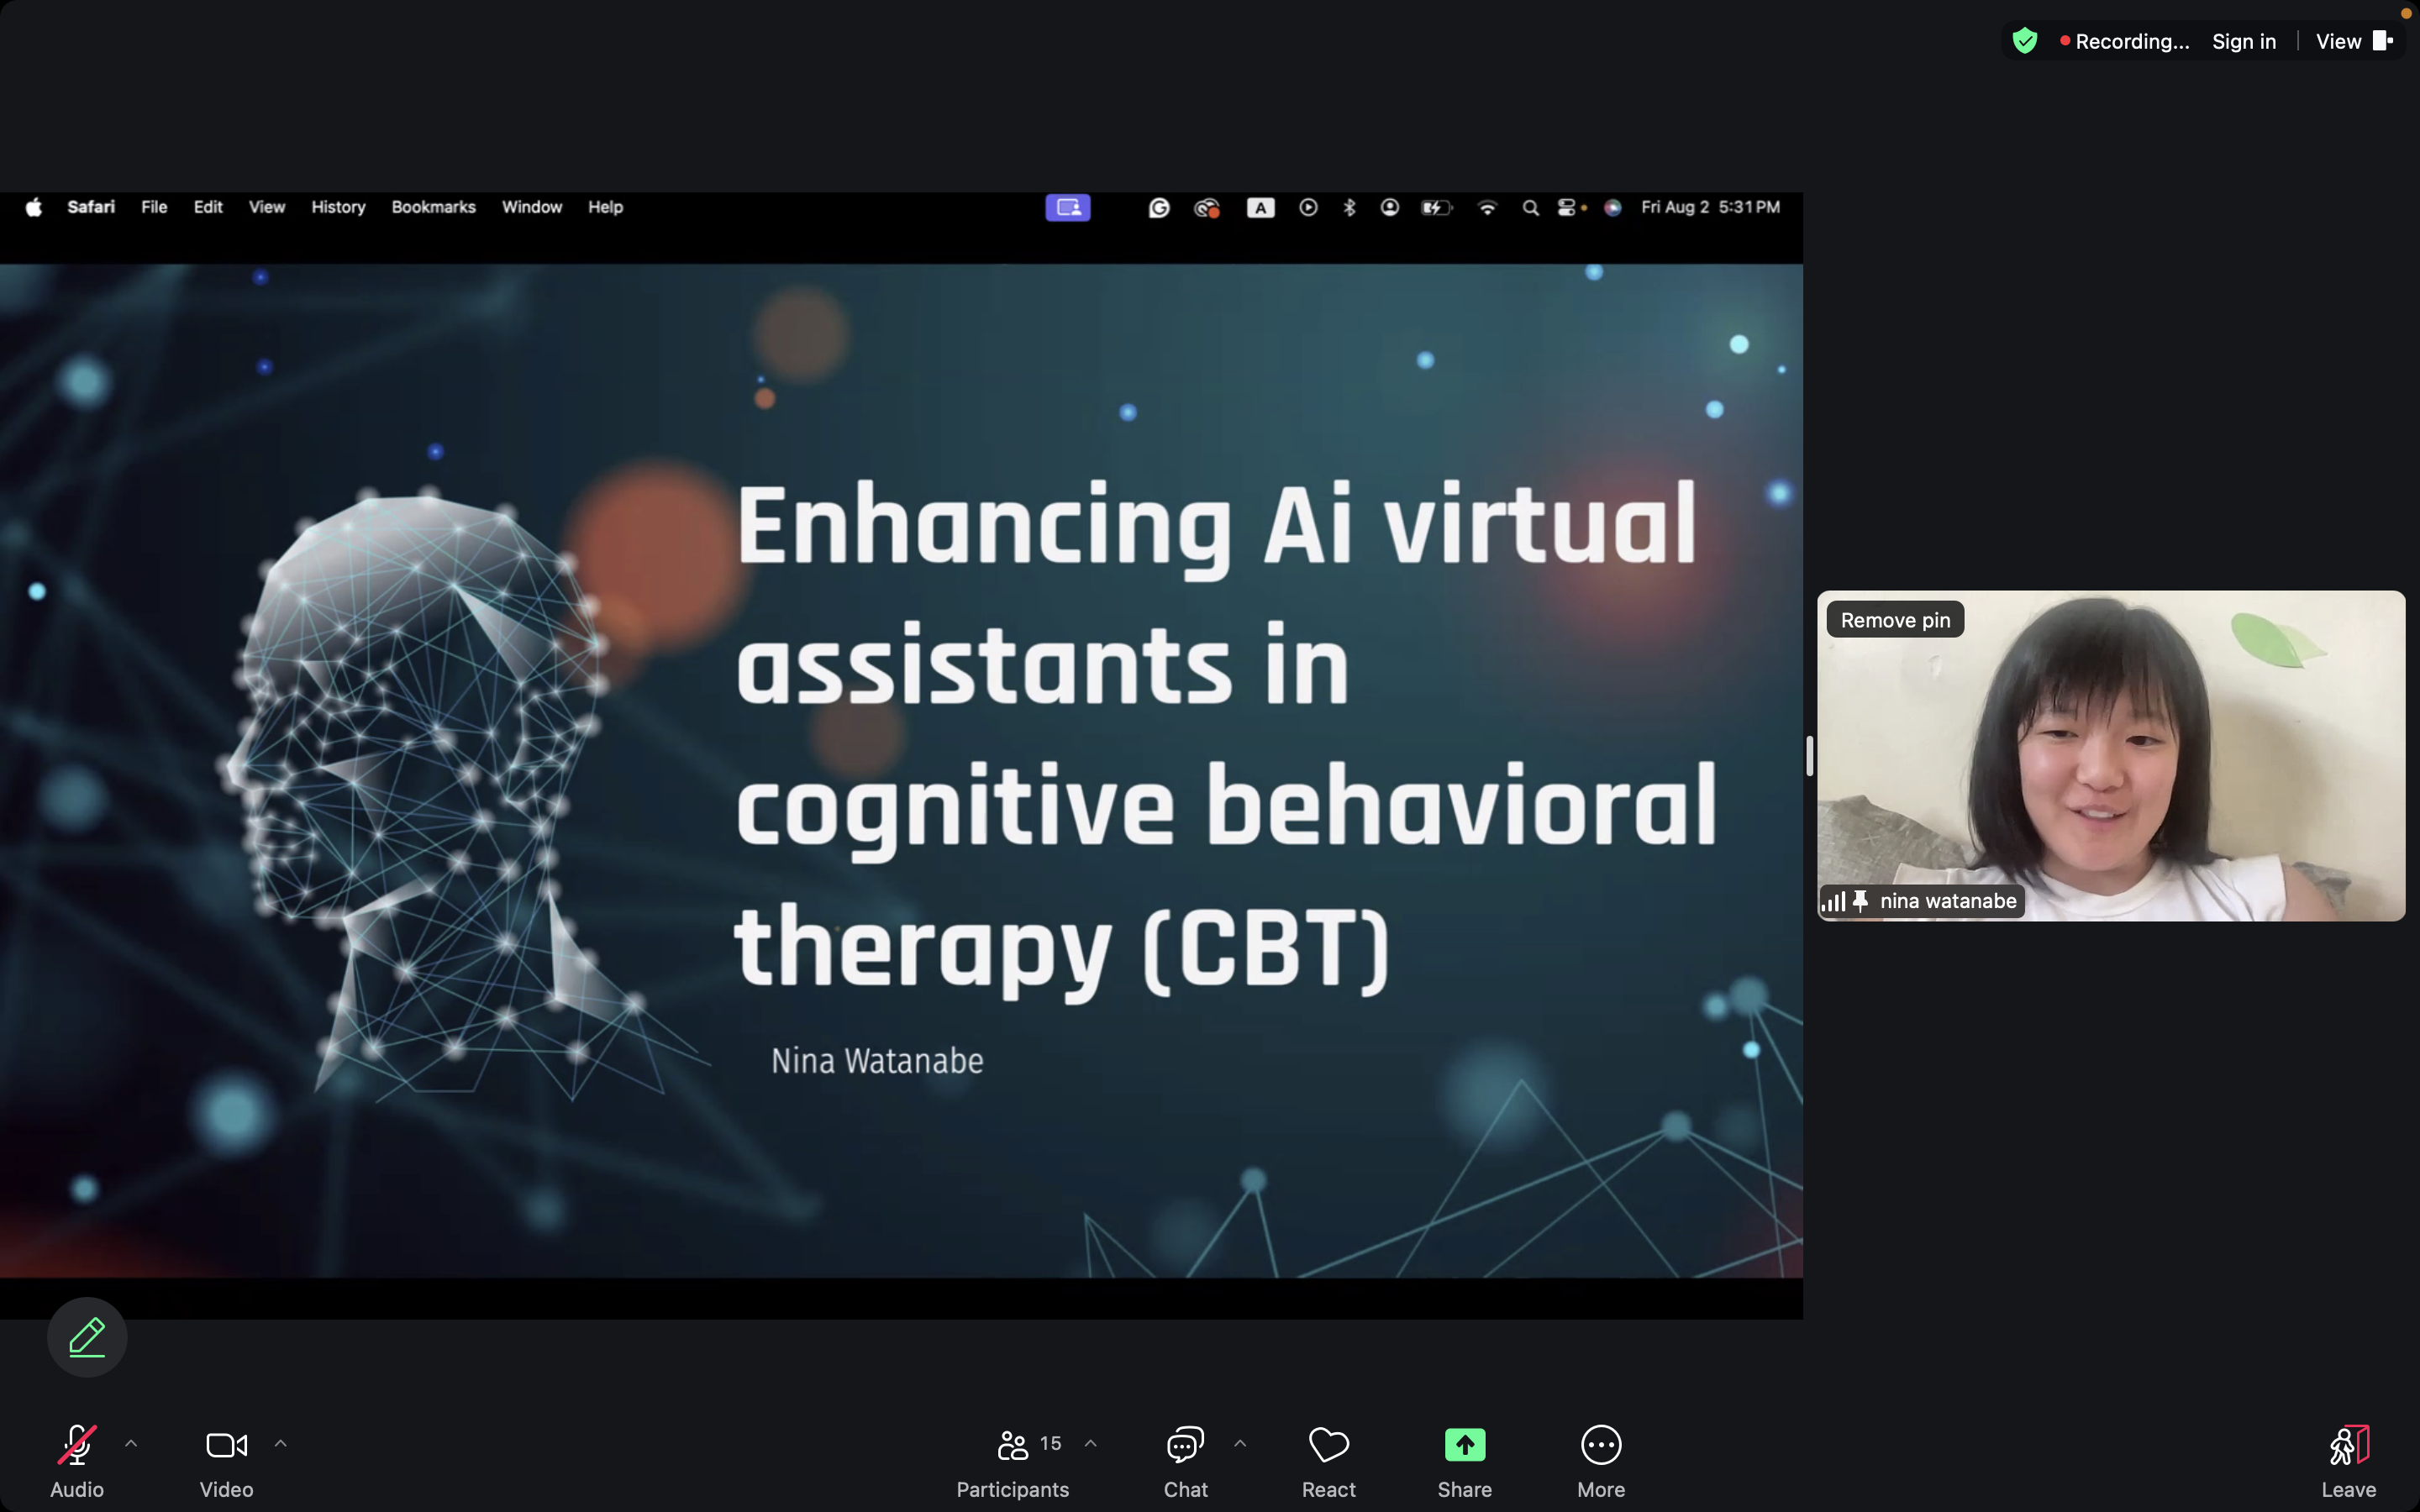 Recording... Sign in View
Safari File Edit View History Bookmarks Window Help A Fri Aug 2 5:31 PM
Enhancing Ai virtual
assistants in
cognitive behavioral
therapy (CBT)
Nina Watanabe
Remove pin
nina watanabe
15
Audio Video Participants Chat React Share More Leave